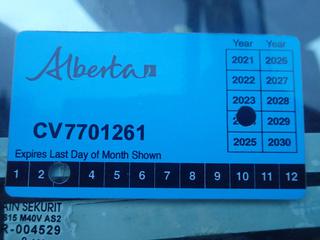 Alberta
Year Year
2021 2026
2022 2027
2023 2028
2029
2025 2030
CV7701261
Expires Last Day of Month Shown
1 2 4 5 6 7 8 9 10 11 12
SEKURIT
M40V AS2
-004529